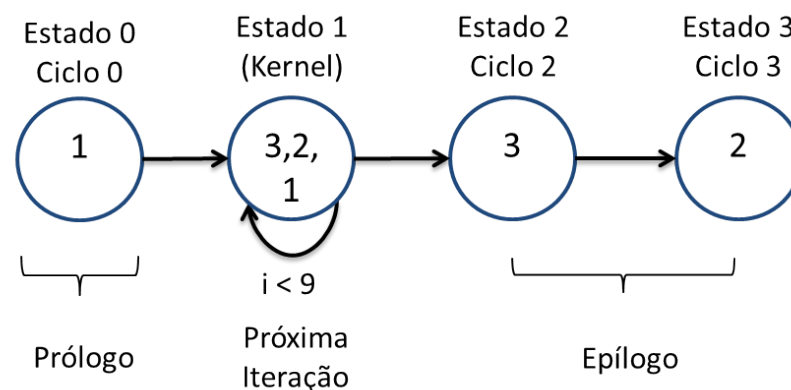 Estado 0
Ciclo 0
Estado 1
(Kernel)
Estado 2
Ciclo 2
Estado 3
Ciclo 3
1
3,2,
1
3
2
i < 9
Prólogo
Próxima
Iteração
Epílogo